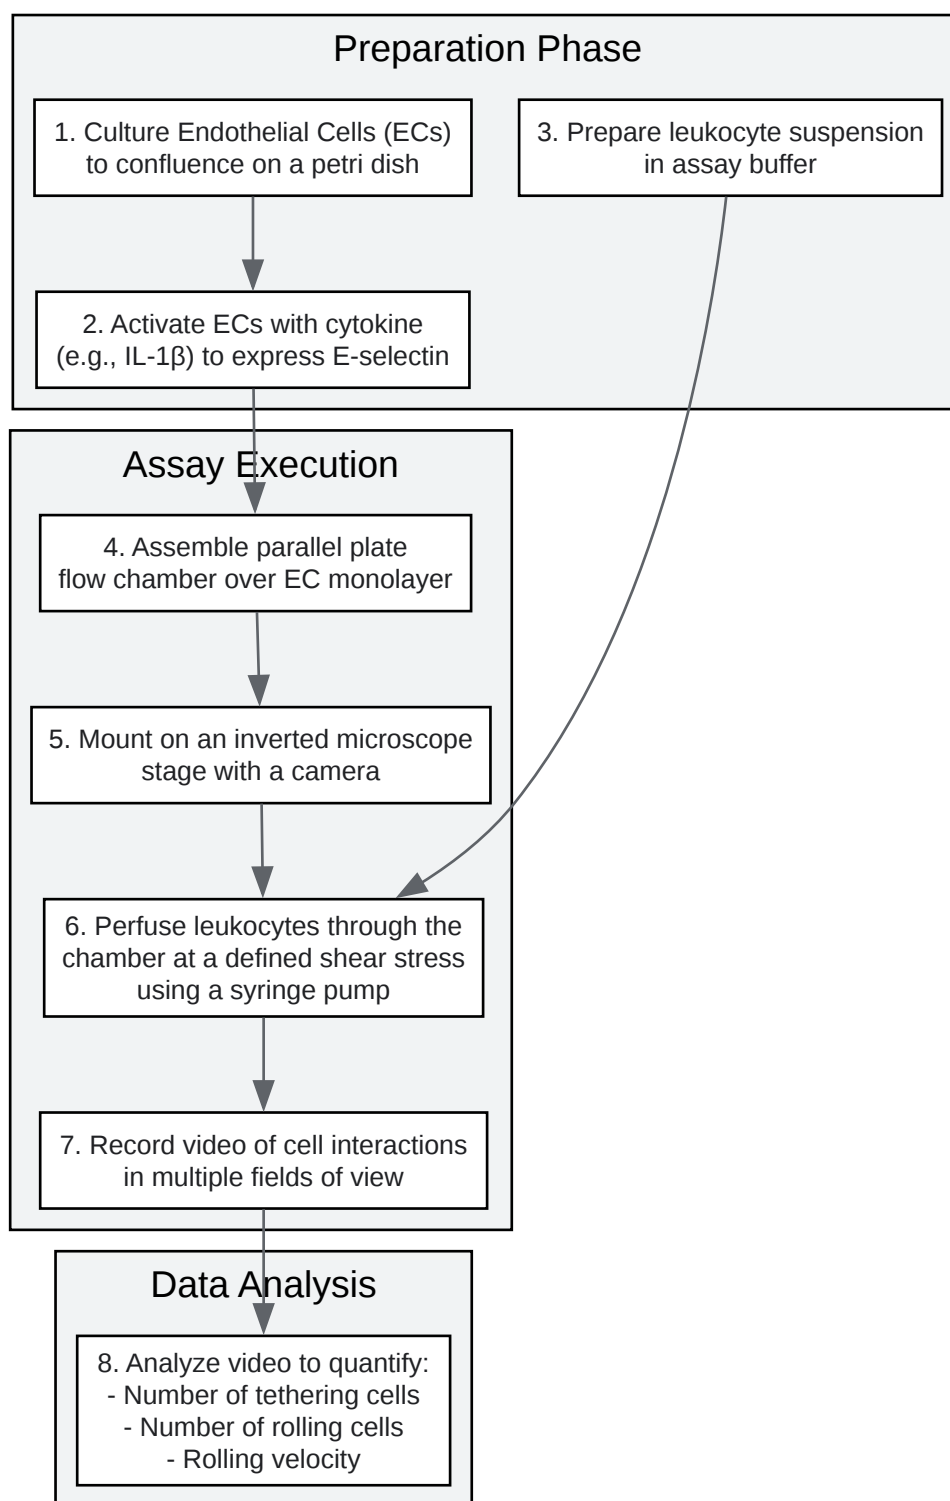 Preparation Phase
1. Culture Endothelial Cells (ECs)
to confluence on a petri dish
3. Prepare leukocyte suspension
in assay buffer
2. Activate ECs with cytokine
(e.g., IL-1β) to express E-selectin
Assay Execution
4. Assemble parallel plate
flow chamber over EC monolayer
5. Mount on an inverted microscope
stage with a camera
6. Perfuse leukocytes through the
chamber at a defined shear stress
using a syringe pump
7. Record video of cell interactions
in multiple fields of view
Data Analysis
8. Analyze video to quantify:
- Number of tethering cells
- Number of rolling cells
- Rolling velocity